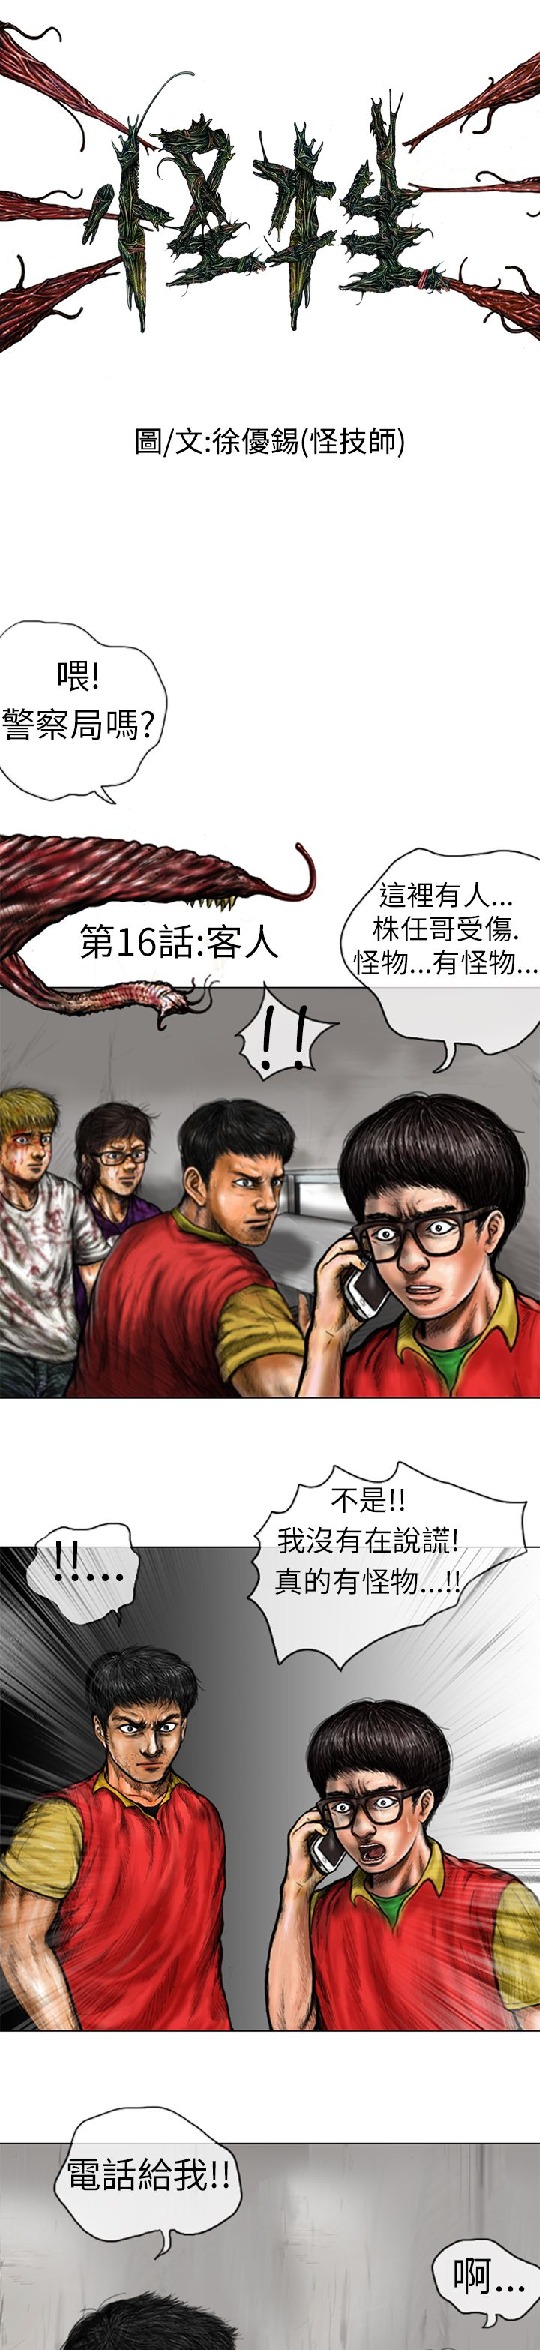 圖/文:徐優錫(怪技師)
喂!
警察局嗎?
第16話:客人
這裡有人...
株任哥受傷.
怪物...有怪物...
!!
不是!!
我沒有在說謊!
真的有怪物...!!
!!...
電話給我!!
啊...